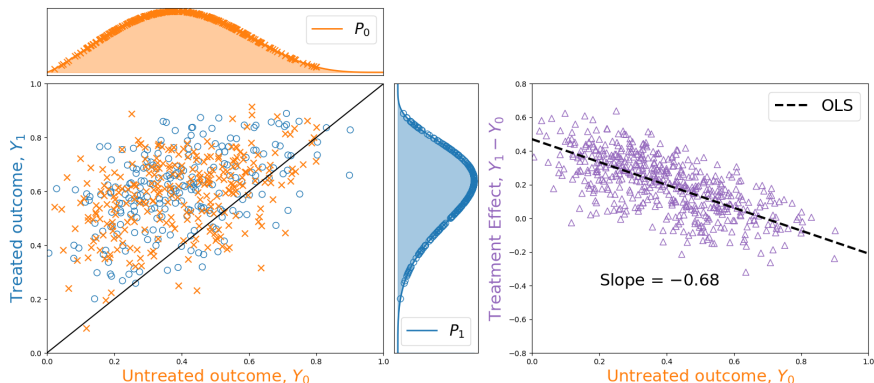 P₀
1.0
0.8
0.6
0.4
0.2
0.0
Treated outcome, Y₁
0.0 0.2 0.4 0.6 0.8 1.0
Untreated outcome, Y₀
P₁
OLS
0.8
0.6
0.4
0.2
0.0
−0.2
−0.4
−0.6
−0.8
Treatment Effect, Y₁ − Y₀
Slope = −0.68
0.0 0.2 0.4 0.6 0.8 1.0
Untreated outcome, Y₀